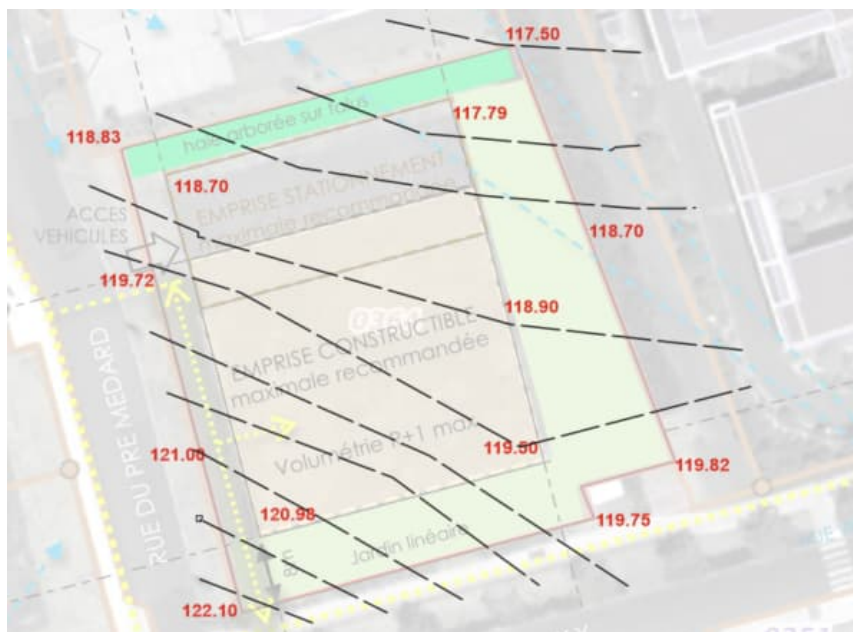 117.50
haie arborée sur talus
117.79
118.83
118.70
EMPRISE STATIONNEMENT
maximale recommandée
ACCES
VEHICULES
118.70
119.72
118.90
EMPRISE CONSTRUCTIBLE
maximale recommandée
RUE DU PRE MEDARD
Volumétrie R+1 max
119.50
121.00
119.82
120.98
119.75
Jardin linéaire
8m
122.10